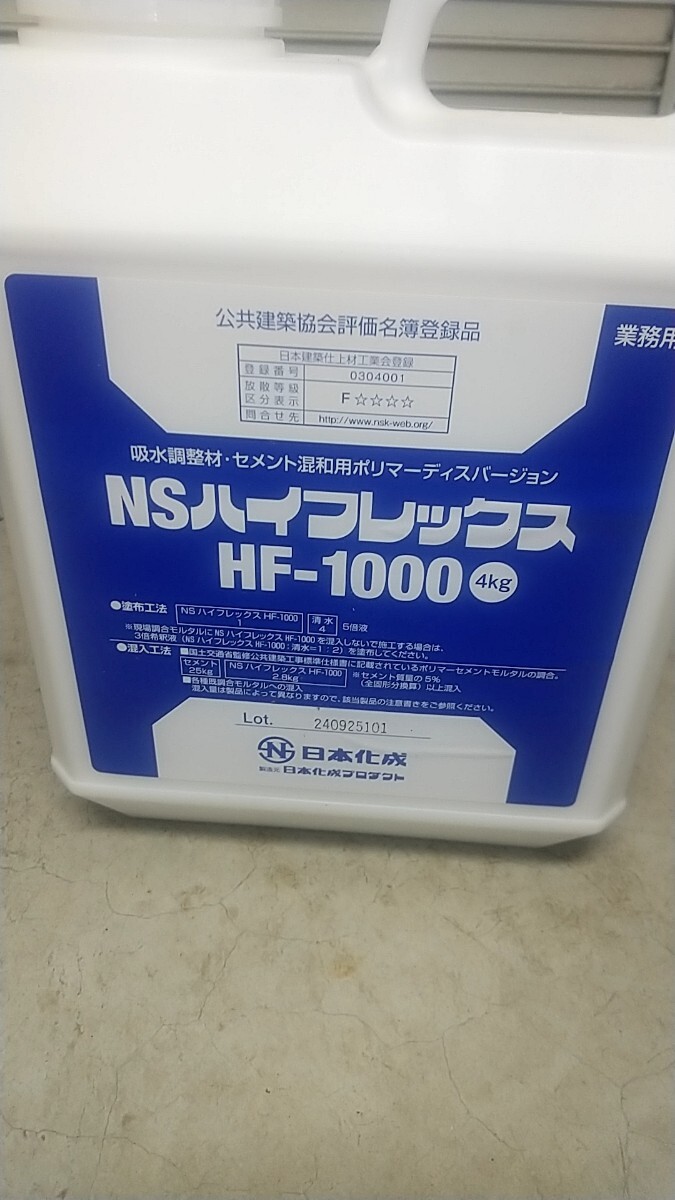 公共建築協会評価名簿登録品
業務用
日本建築仕上材工業会登録
登録番号 0304001
放散等級
区分表示 F☆☆☆☆
問合せ先 http://www.nsk-web.org/
吸水調整材・セメント混和用ポリマーディスパージョン
NSハイフレックス
HF-1000 4kg
●塗布工法 NSハイフレックス HF-1000 1 清水 4 5倍液
※現場調合モルタルにNSハイフレックス HF-1000を混入しないで施工する場合は、
3倍希釈液(NSハイフレックス HF-1000:清水=1:2)を塗布してください。
●混入工法 ■国土交通省監修公共建築工事標準仕様書に記載されているポリマーセメントモルタルの調合。
セメント 25kg NSハイフレックス HF-1000 2.8kg ※セメント質量の5%
(全固形分換算)以上混入
■各種既調合モルタルへの混入
混入量は製品によって異なりますので、該当製品の注意書きをご参照ください。
Lot. 240925101
NS 日本化成
製造元 日本化成プロダクト